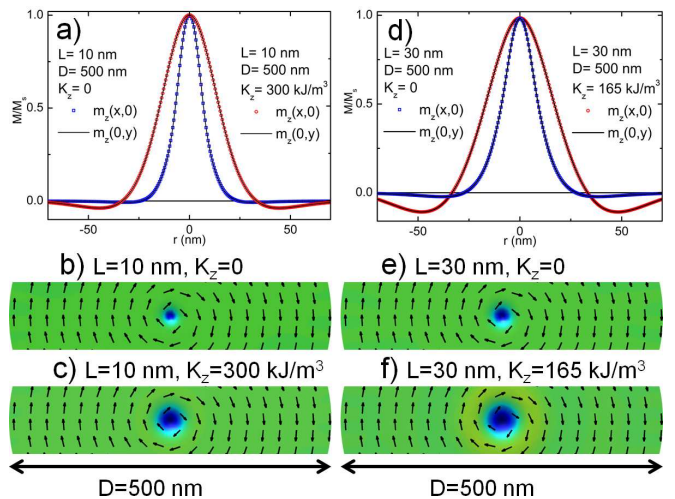 a)
1.0
0.5
0.0
M/Mₛ
L= 10 nm
D= 500 nm
K_z= 0
m_z(x,0)
m_z(0,y)
L= 10 nm
D= 500 nm
K_z= 300 kJ/m³
m_z(x,0)
m_z(0,y)
-50
0
50
r (nm)
d)
1.0
0.5
0.0
M/Mₛ
L= 30 nm
D= 500 nm
K_z= 0
m_z(x,0)
m_z(0,y)
L= 30 nm
D= 500 nm
K_z= 165 kJ/m³
m_z(x,0)
m_z(0,y)
-50
0
50
r (nm)
b) L=10 nm, K_z=0
c) L=10 nm, K_z=300 kJ/m³
D=500 nm
e) L=30 nm, K_z=0
f) L=30 nm, K_z=165 kJ/m³
D=500 nm